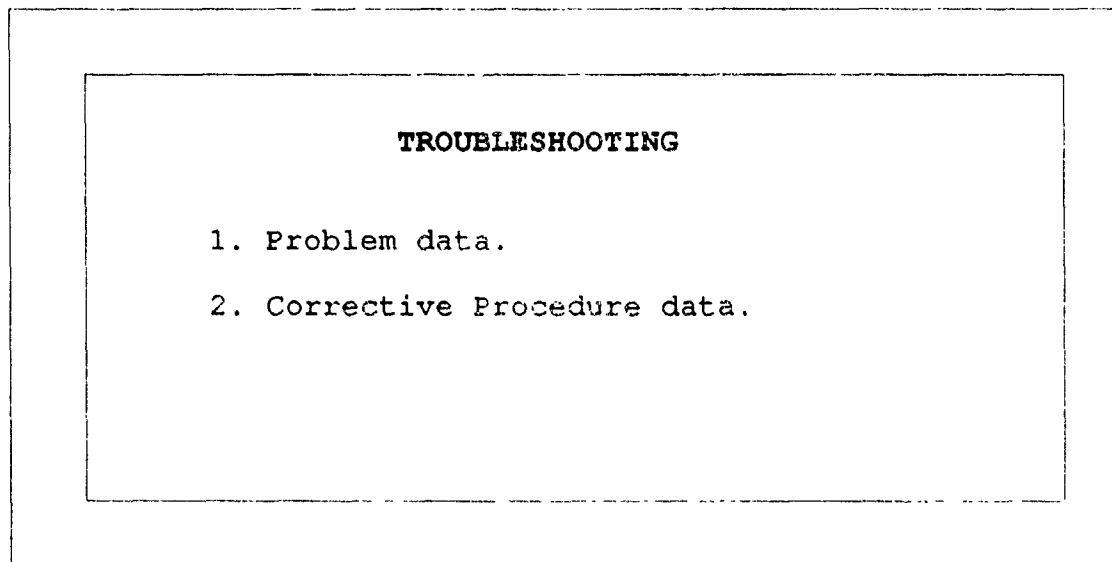 TROUBLESHOOTING
1. Problem data.
2. Corrective Procedure data.